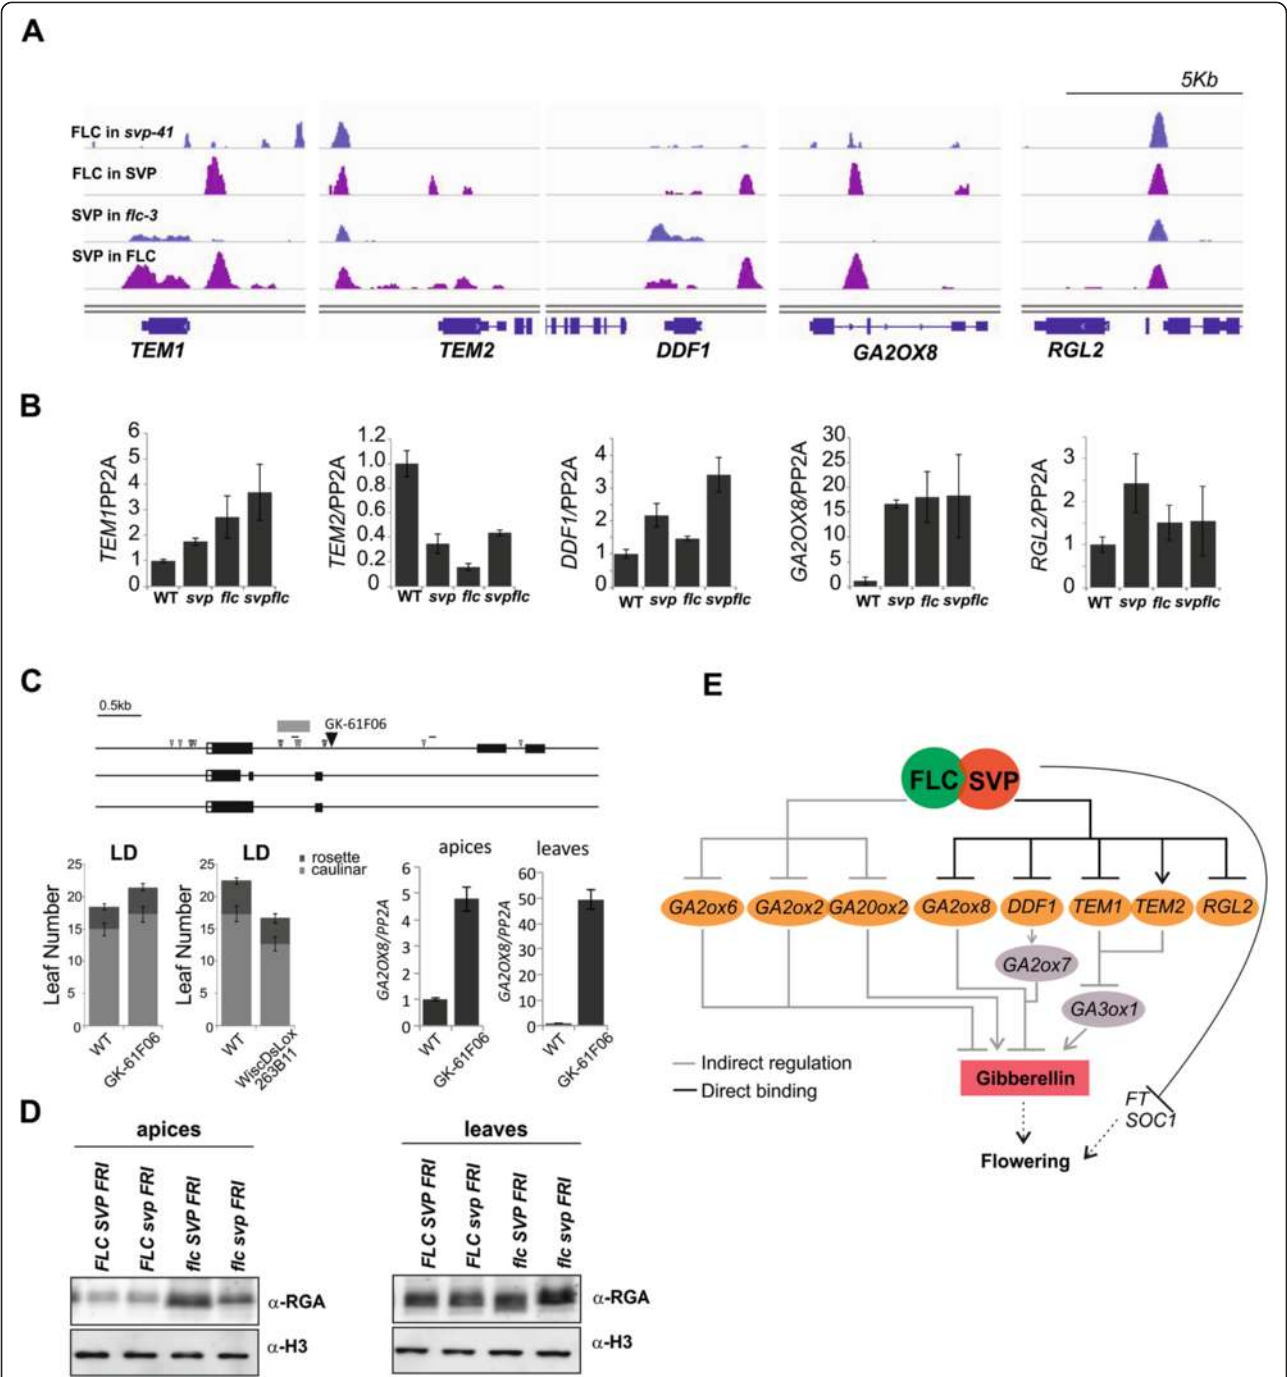 A
5Kb
FLC in svp-41
FLC in SVP
SVP in flc-3
SVP in FLC
TEM1
TEM2
DDF1
GA2OX8
RGL2
B
TEM1PP2A
6
5
4
3
2
1
0
WT svp flc svpflc
TEM2/PP2A
1.2
1.0
0.8
0.6
0.4
0.2
0
WT svp flc svpflc
DDF1/PP2A
4
3
2
1
0
WT svp flc svpflc
GA2OX8/PP2A
30
25
20
15
10
5
0
WT svp flc svpflc
RGL2/PP2A
3
2
1
0
WT svp flc svpflc
C
0.5kb
GK-61F06
LD
Leaf Number
25
20
15
10
5
0
WT
GK-61F06
LD
Leaf Number
25
20
15
10
5
0
WT
WiscDsLox
263B11
rosette
caulinar
apices
GA2OX8/PP2A
6
5
4
3
2
1
0
WT
GK-61F06
leaves
GA2OX8/PP2A
60
50
40
30
20
10
0
WT
GK-61F06
D
apices
FLC SVP FRI
FLC svp FRI
flc SVP FRI
flc svp FRI
α-RGA
α-H3
leaves
FLC SVP FRI
FLC svp FRI
flc SVP FRI
flc svp FRI
α-RGA
α-H3
E
FLC SVP
GA2ox6 GA2ox2 GA20ox2 GA2ox8 DDF1 TEM1 TEM2 RGL2
GA2ox7
GA3ox1
Indirect regulation
Direct binding
Gibberellin
FT
SOC1
Flowering